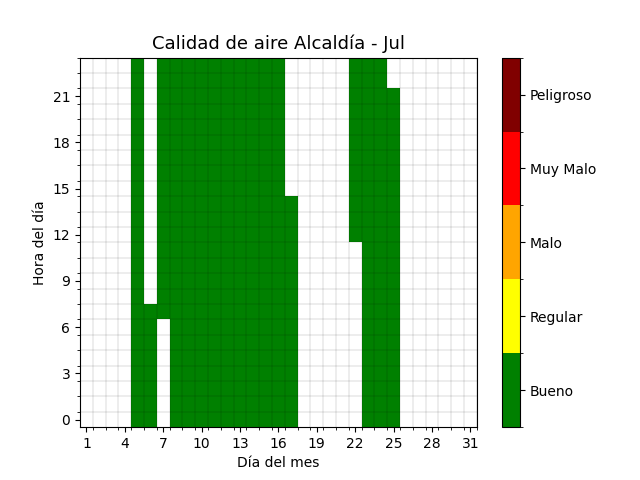 Calidad de aire Alcaldía - Jul
Hora del día
21
18
15
12
9
6
3
0
1 4 7 10 13 16 19 22 25 28 31
Día del mes
Peligroso
Muy Malo
Malo
Regular
Bueno